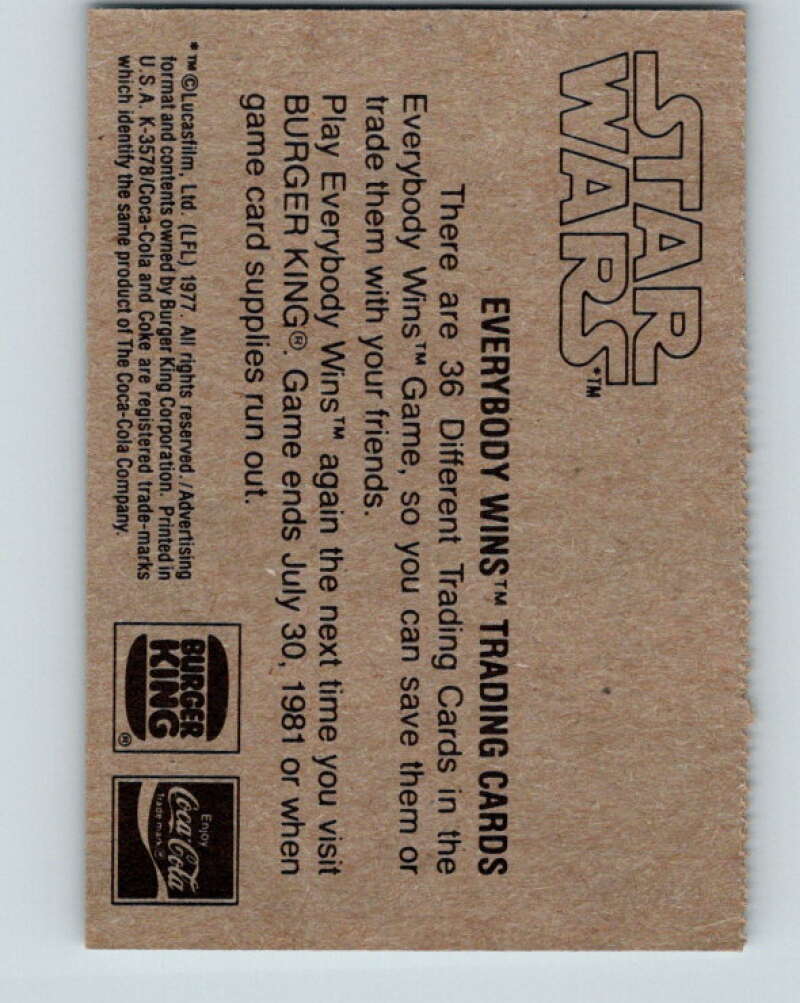 STAR
WARS*™
EVERYBODY WINS™ TRADING CARDS
There are 36 Different Trading Cards in the
Everybody Wins™ Game, so you can save them or
trade them with your friends.
Play Everybody Wins™ again the next time you visit
BURGER KING®. Game ends July 30, 1981 or when
game card supplies run out.
*™©Lucasfilm, Ltd. (LFL) 1977. All rights reserved./Advertising
format and contents owned by Burger King Corporation. Printed in
U.S.A. K-3578/Coca-Cola and Coke are registered trade-marks
which identify the same product of The Coca-Cola Company.
BURGER
KING®
Enjoy
Coca-Cola
Trade mark®